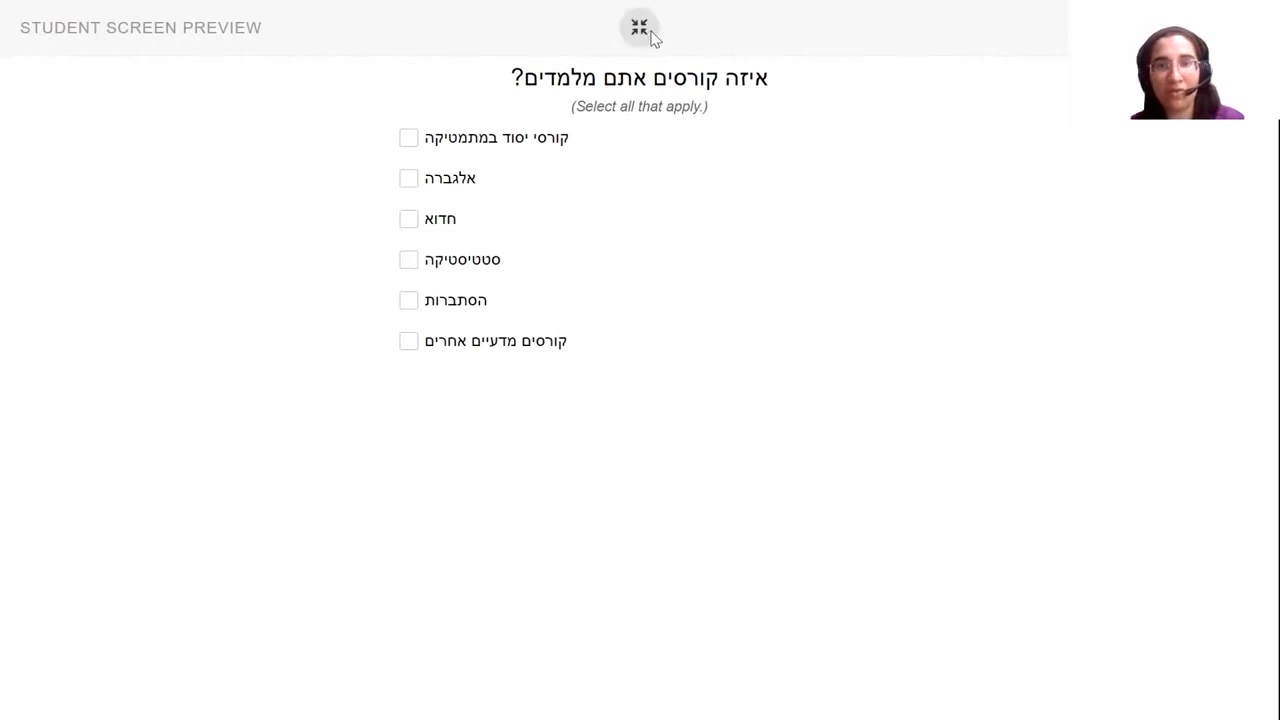 STUDENT SCREEN PREVIEW
איזה קורסים אתם מלמדים?
(Select all that apply.)
קורסי יסוד במתמטיקה
אלגברה
חדוא
סטטיסטיקה
הסתברות
קורסים מדעיים אחרים